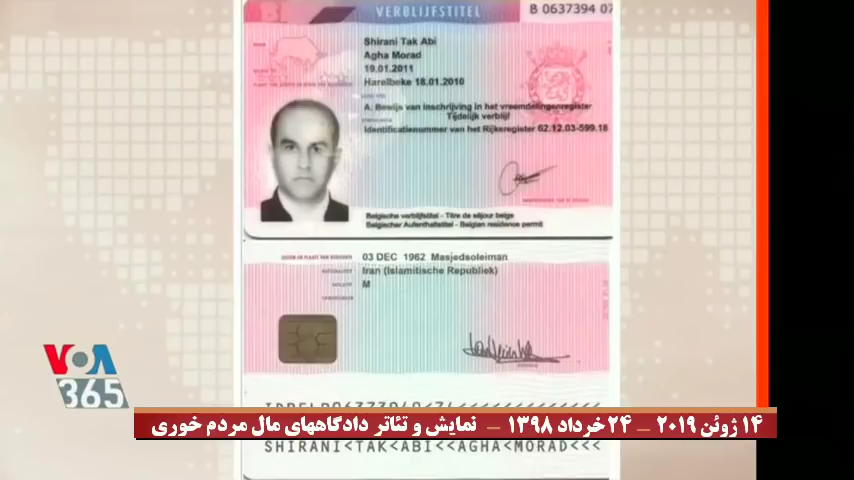 VERBLIJFSTITEL
B 0637394 07
Shirani Tak Abi
Agha Morad
19.01.2011
Harelbeke 18.01.2010
A. Bewijs van inschrijving in het vreemdelingenregister
Tijdelijk verblijf
Identificatienummer van het Rijksregister 62.12.03-599.18
Belgische verblijfstitel - Titre de séjour belge
Belgischer Aufenthaltstitel - Belgian residence permit
03 DEC 1962 Masjedsoleiman
Iran (Islamitische Republiek)
M
VOA
365
۱۴ ژوئن ۲۰۱۹ – ۲۴ خرداد ۱۳۹۸ – نمایش و تئاتر دادگاههای مال مردم خوری
SHIRANI<TAK<ABI<<AGHA<MORAD<<<